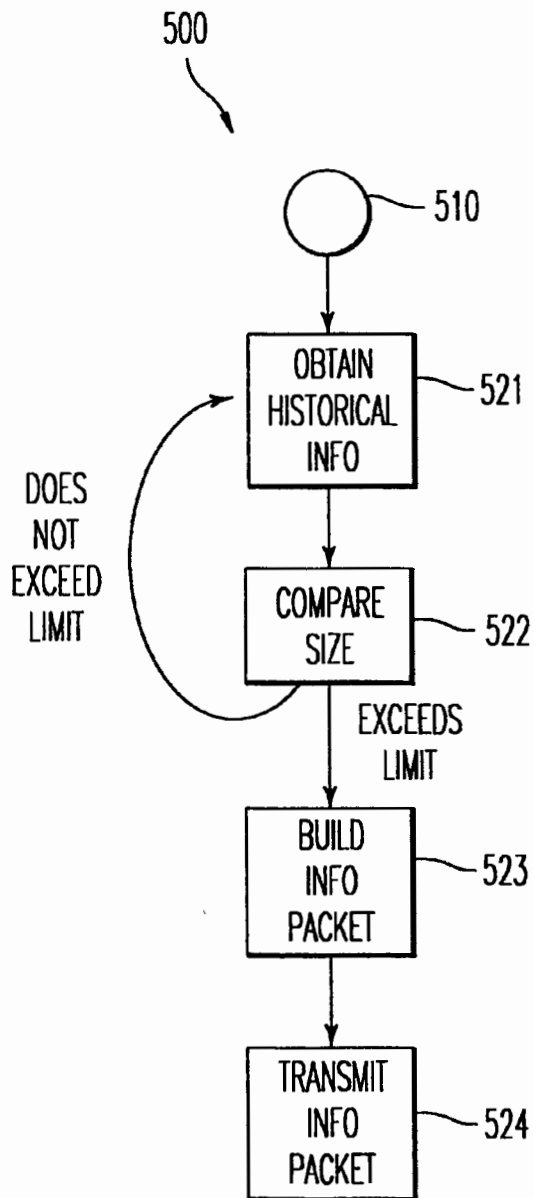 500
510
OBTAIN
HISTORICAL
INFO
521
DOES
NOT
EXCEED
LIMIT
COMPARE
SIZE
522
EXCEEDS
LIMIT
BUILD
INFO
PACKET
523
TRANSMIT
INFO
PACKET
524